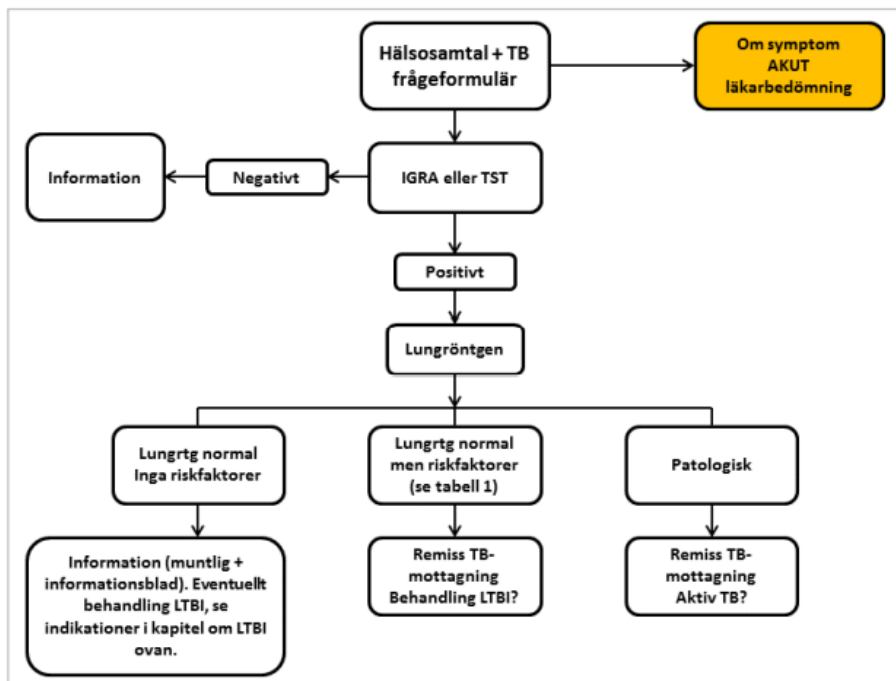 Hälsosamtal + TB
frågeformulär
Om symptom
AKUT
läkarbedömning
Information
Negativt
IGRA eller TST
Positivt
Lungröntgen
Lungrtg normal
Inga riskfaktorer
Lungrtg normal
men riskfaktorer
(se tabell 1)
Patologisk
Information (muntlig +
informationsblad). Eventuellt
behandling LTBI, se
indikationer i kapitel om LTBI
ovan.
Remiss TB-
mottagning
Behandling LTBI?
Remiss TB-
mottagning
Aktiv TB?